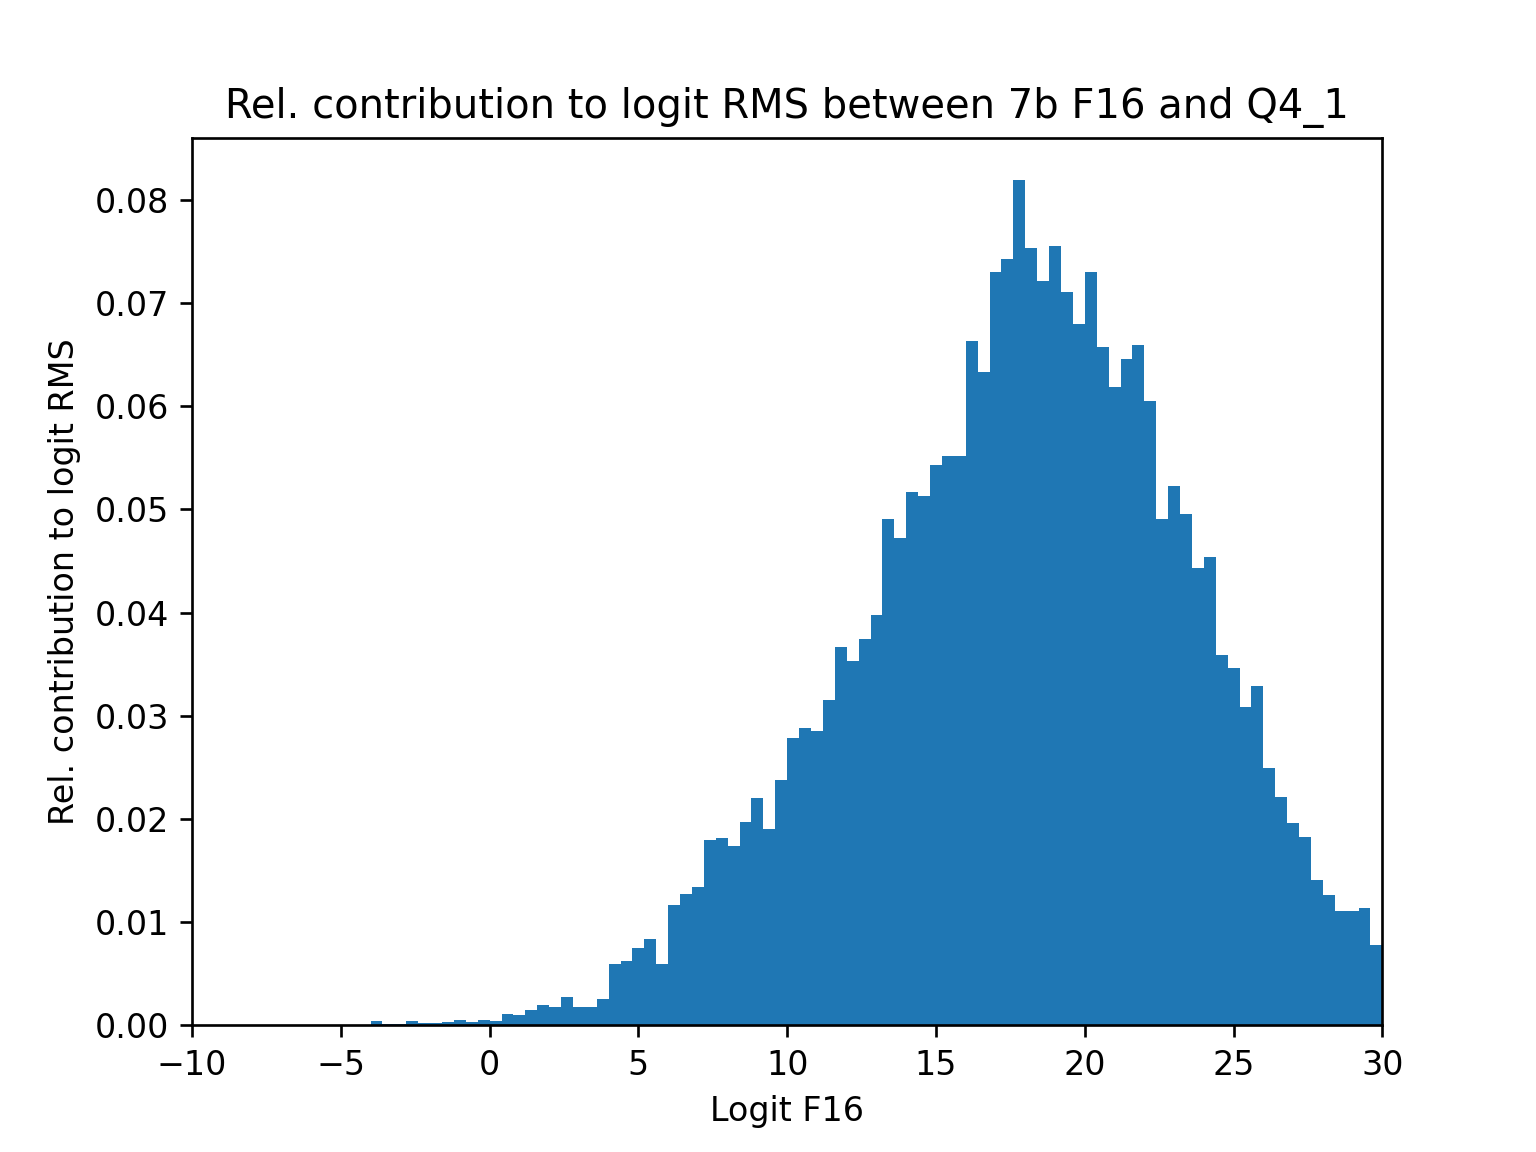 Rel. contribution to logit RMS between 7b F16 and Q4_1
Rel. contribution to logit RMS
0.08
0.07
0.06
0.05
0.04
0.03
0.02
0.01
0.00
−10 −5 0 5 10 15 20 25 30
Logit F16